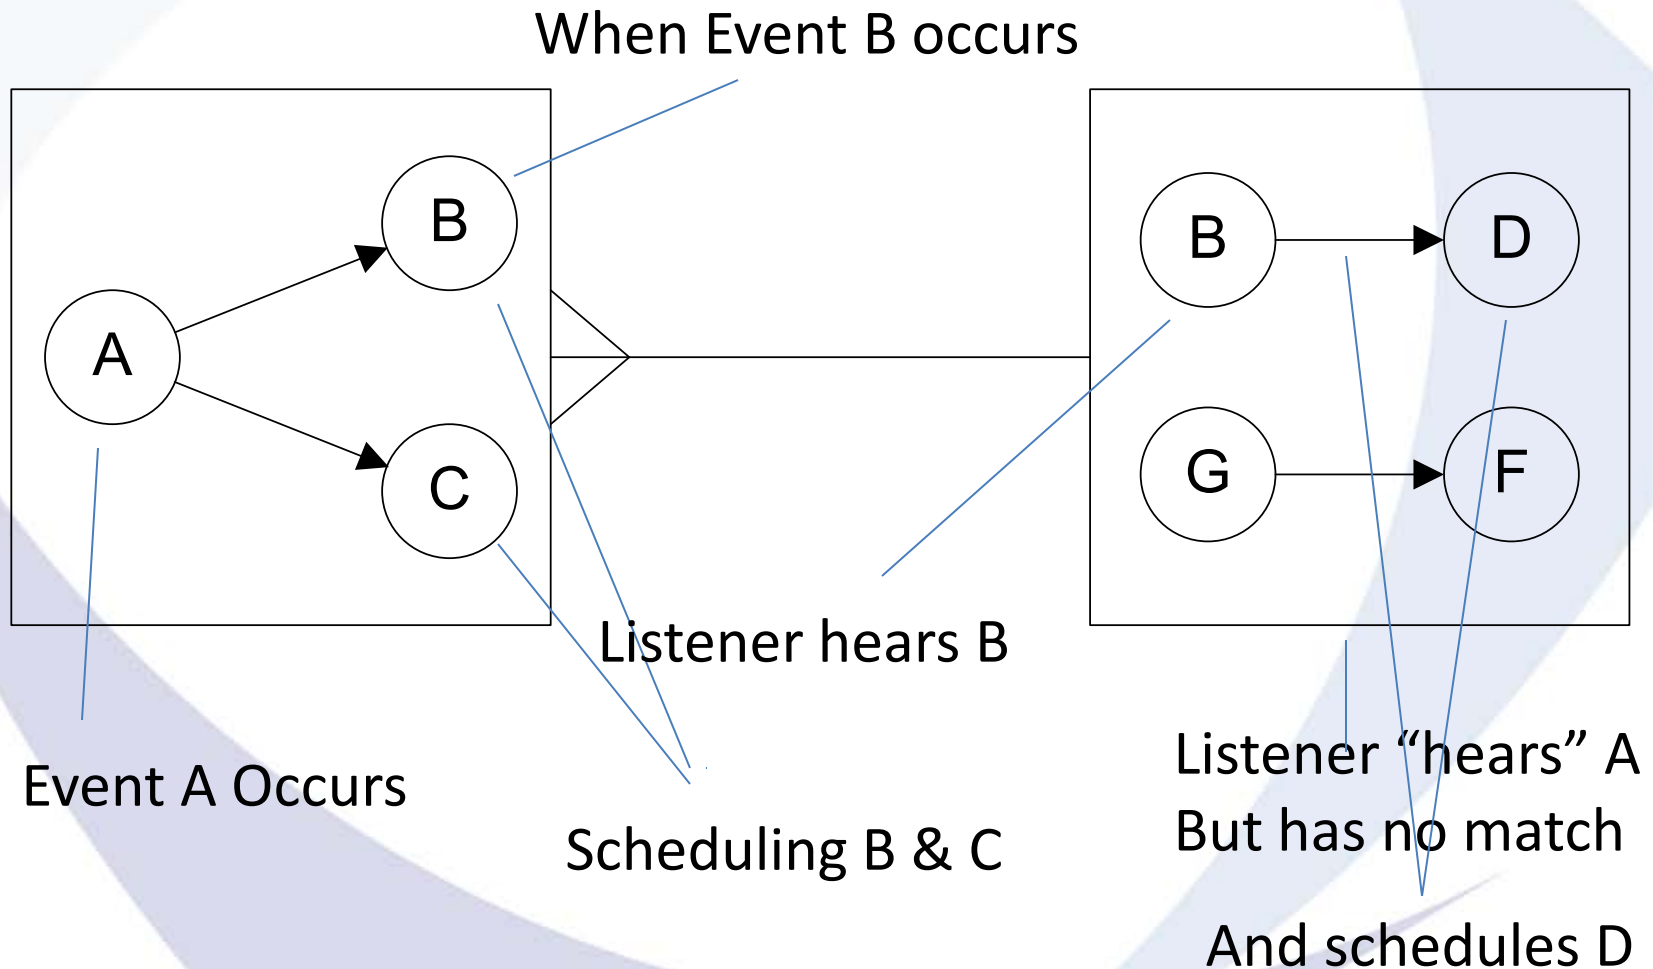 When Event B occurs
B
A
C
B
D
G
F
Listener hears B
Event A Occurs
Scheduling B & C
Listener “hears” A
But has no match
And schedules D